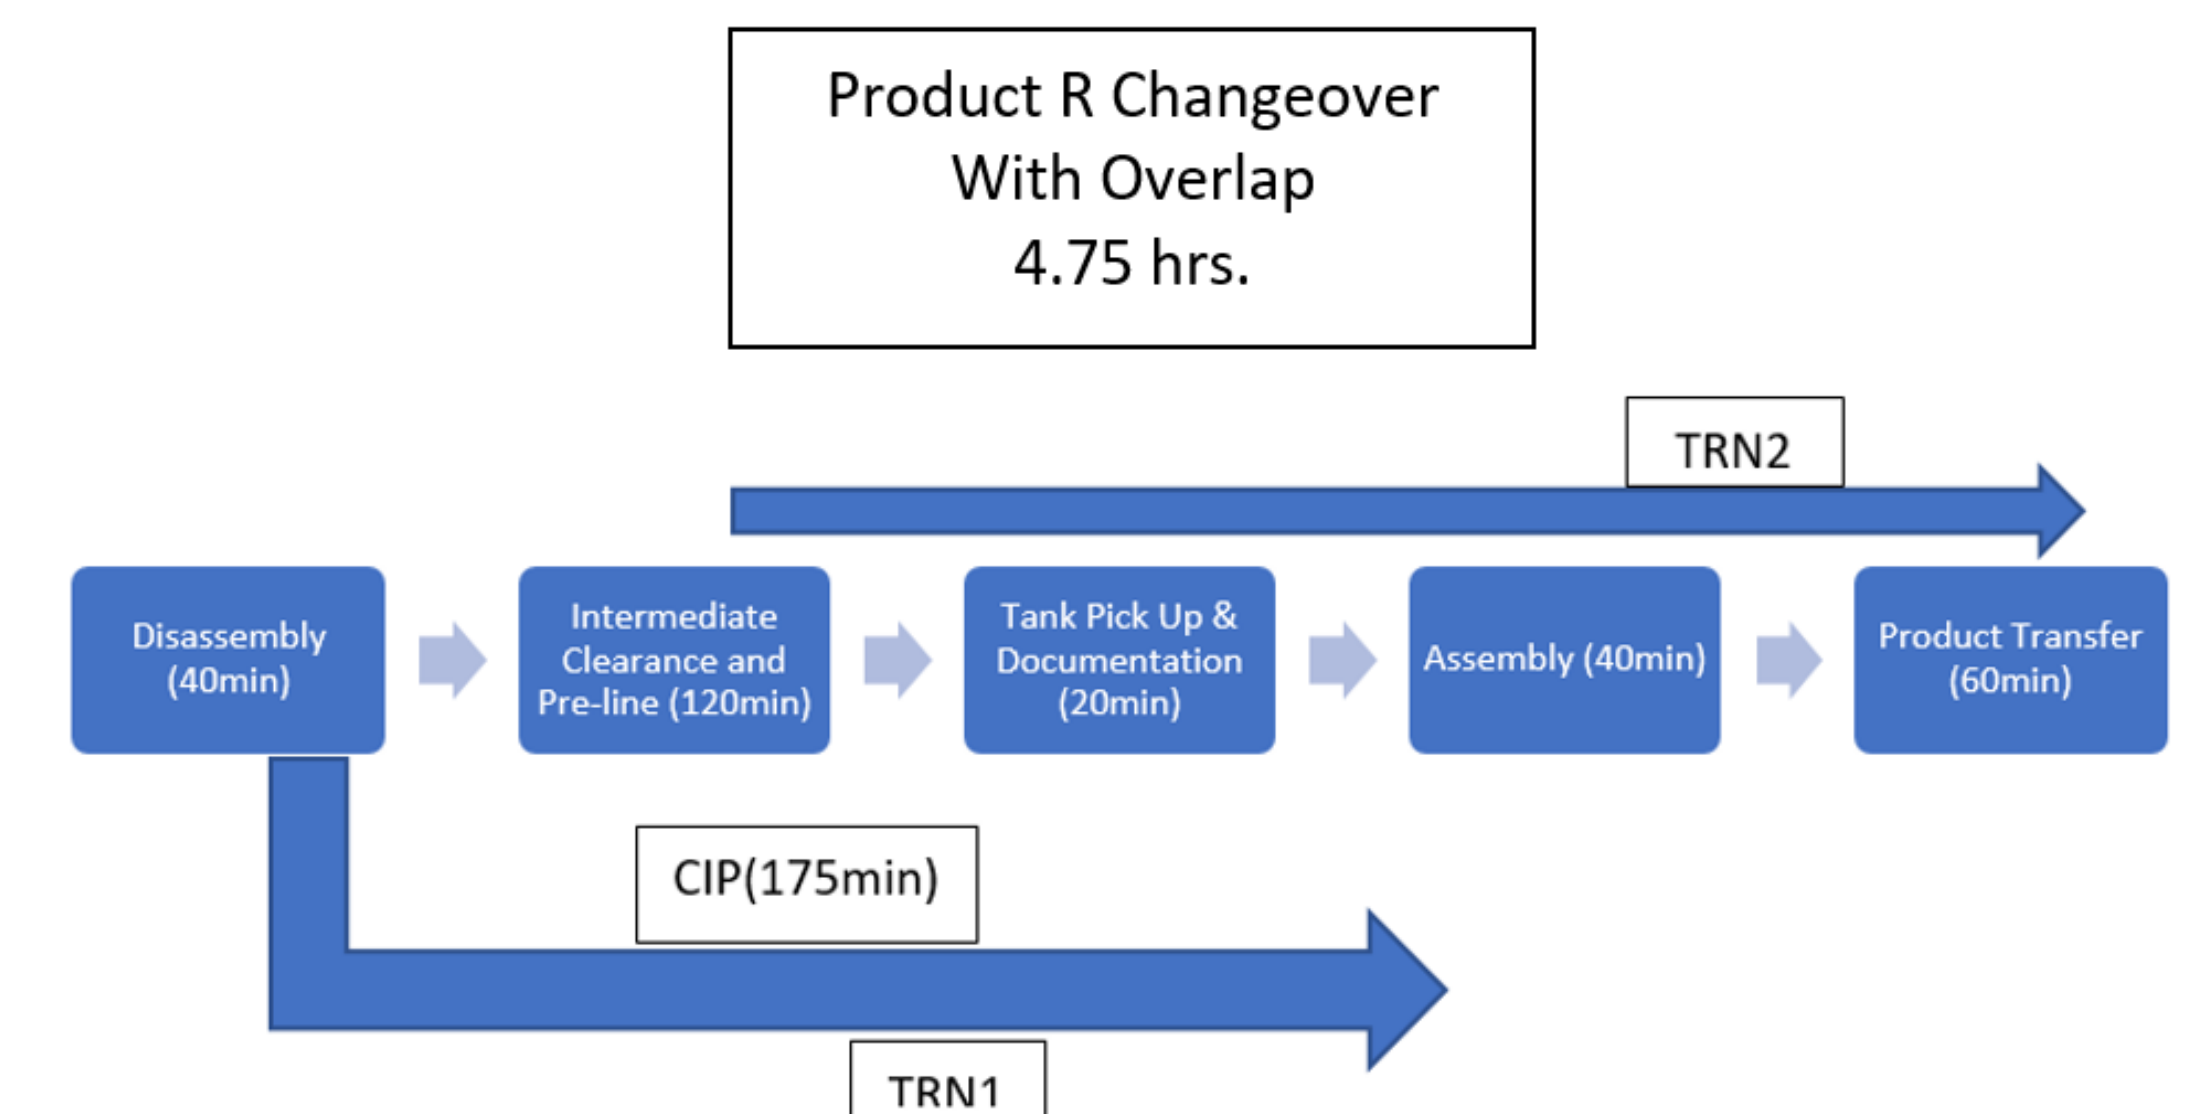 Product R Changeover
With Overlap
4.75 hrs.
TRN2
Disassembly
(40min)
Intermediate
Clearance and
Pre-line (120min)
Tank Pick Up &
Documentation
(20min)
Assembly (40min)
Product Transfer
(60min)
CIP(175min)
TRN1